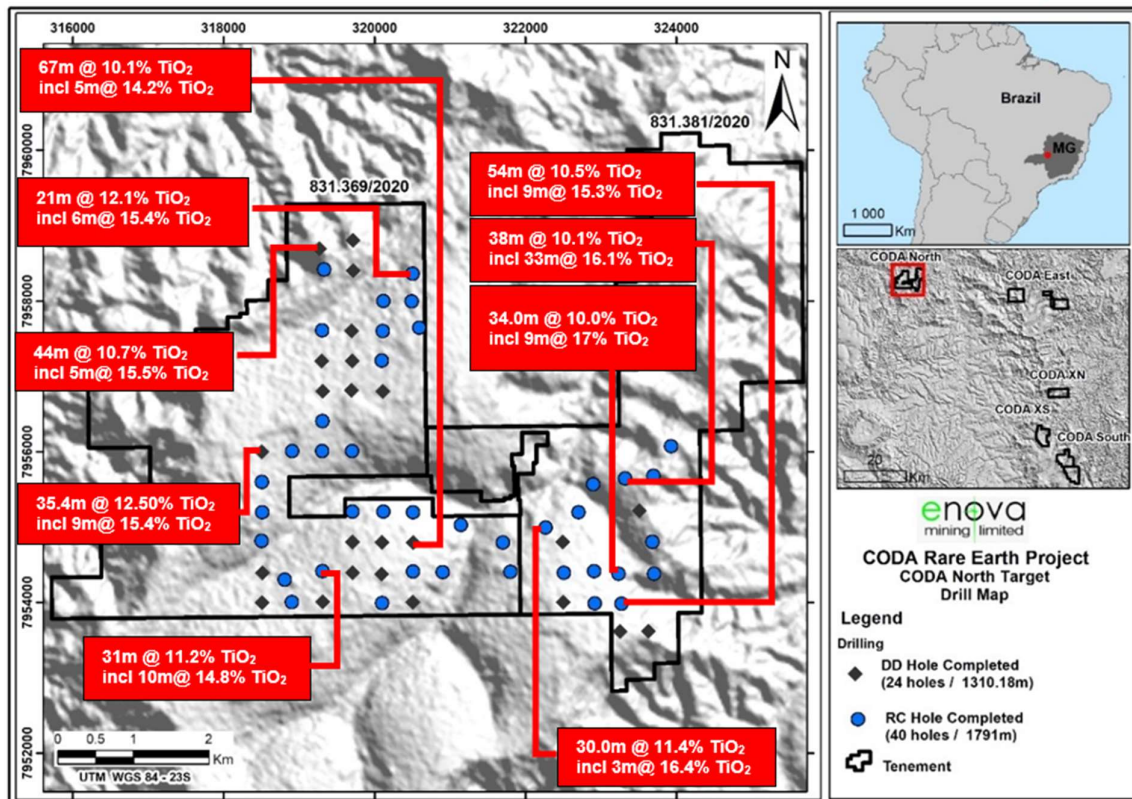 316000
318000
320000
322000
324000
67m @ 10.1% TiO₂
incl 5m@ 14.2% TiO₂
N
831.381/2020
7960000
54m @ 10.5% TiO₂
incl 9m@ 15.3% TiO₂
21m @ 12.1% TiO₂
incl 6m@ 15.4% TiO₂
831.369/2020
38m @ 10.1% TiO₂
incl 33m@ 16.1% TiO₂
7958000
34.0m @ 10.0% TiO₂
incl 9m@ 17% TiO₂
44m @ 10.7% TiO₂
incl 5m@ 15.5% TiO₂
7956000
35.4m @ 12.50% TiO₂
incl 9m@ 15.4% TiO₂
7954000
31m @ 11.2% TiO₂
incl 10m@ 14.8% TiO₂
30.0m @ 11.4% TiO₂
incl 3m@ 16.4% TiO₂
7952000
0 0.5 1 2
Km
UTM WGS 84 - 23S
Brazil
MG
1 000
Km
CODA North
CODA East
CODA XN
CODA XS
CODA South
20
Km
enova
mining limited
CODA Rare Earth Project
CODA North Target
Drill Map
Legend
Drilling
DD Hole Completed
(24 holes / 1310.18m)
RC Hole Completed
(40 holes / 1791m)
Tenement